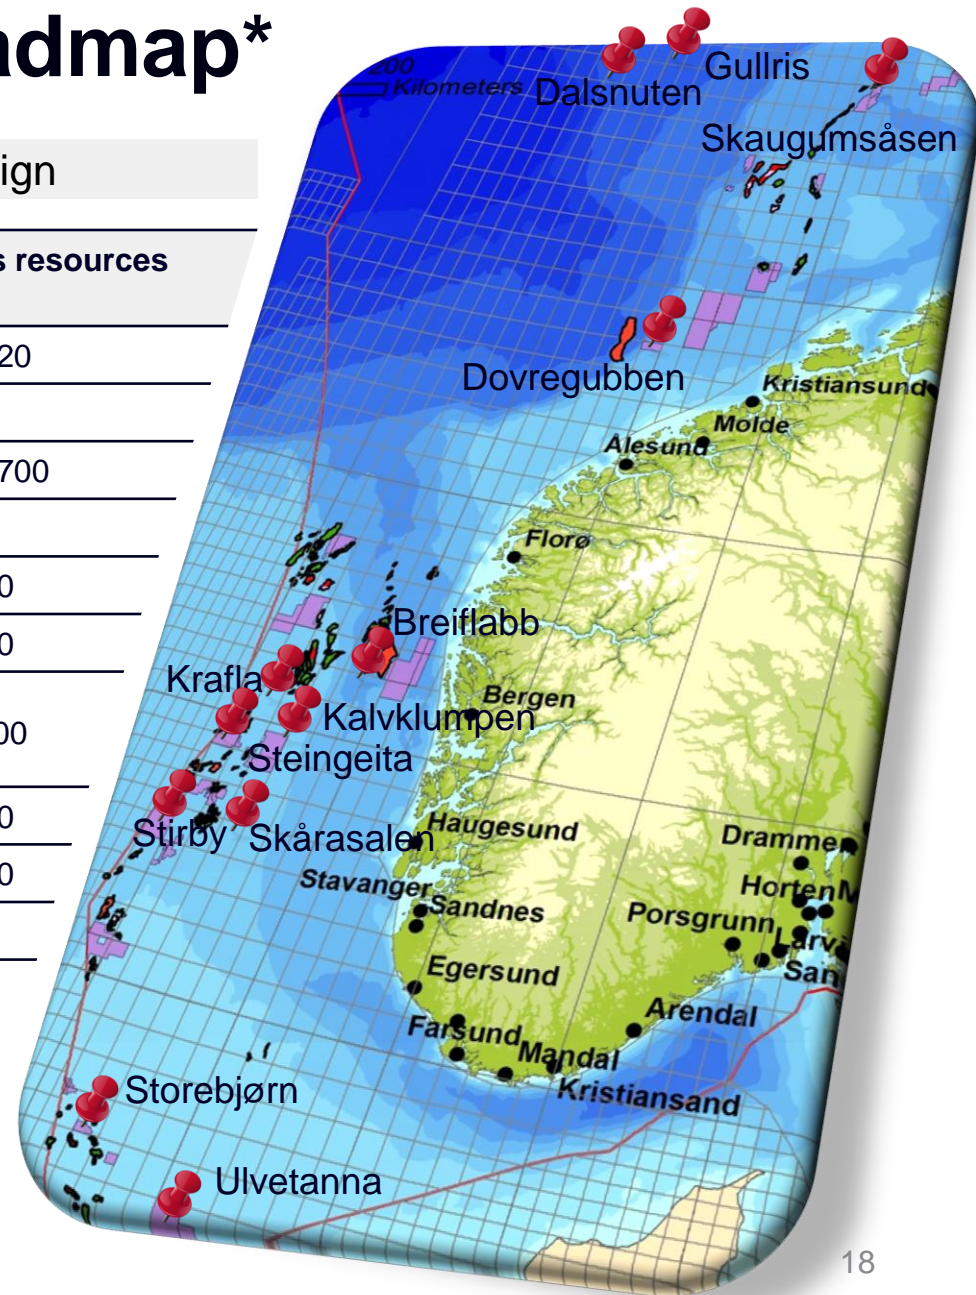 admap*
ign
s resources
20
700
0
0
00
0
0
200
Kilometers
Dalsnuten
Gullris
Skaugumsåsen
Dovregubben
Kristiansund
Molde
Ålesund
Florø
Breiflabb
Krafla
Bergen
Kalvklumpen
Steingeita
Stirby
Skårasalen
Haugesund
Drammen
Stavanger
Horten M
Sandnes
Porsgrunn
Larvi
San
Egersund
Arendal
Farsund
Mandal
Kristiansand
Storebjørn
Ulvetanna
18